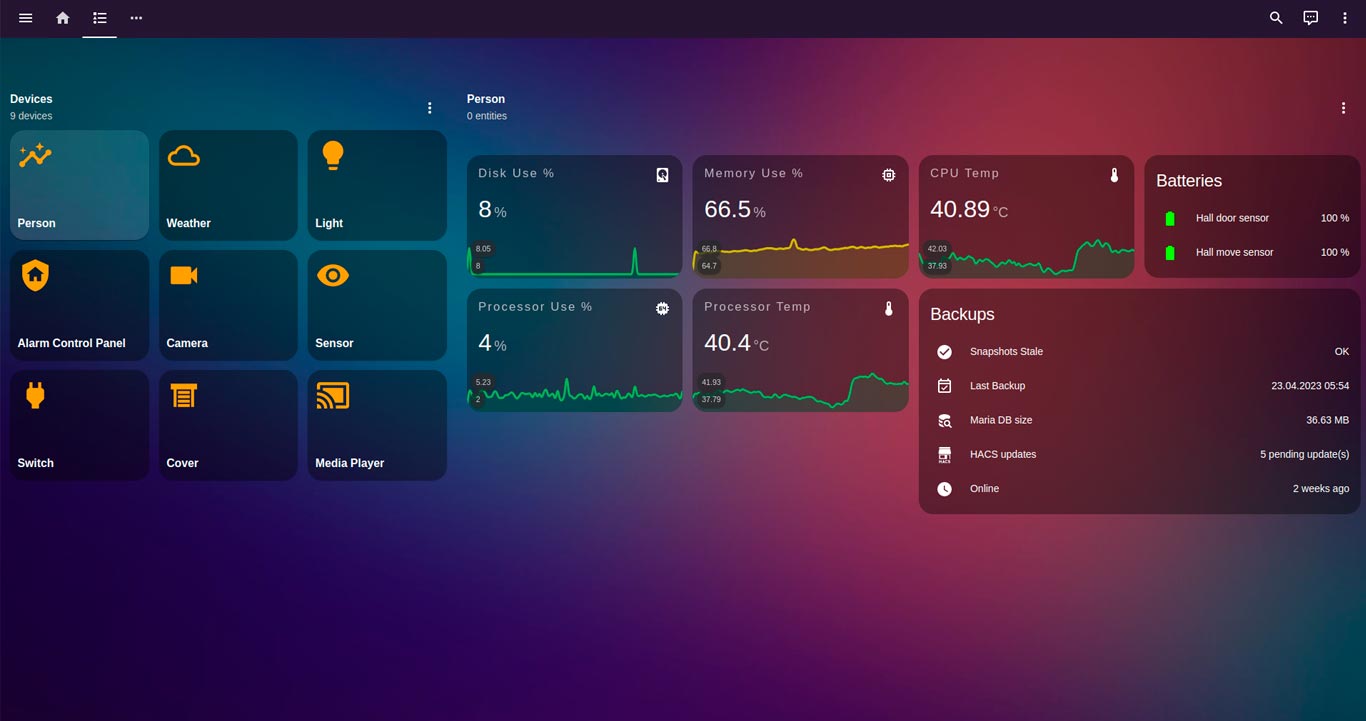 Devices
9 devices
Person
Weather
Light
Alarm Control Panel
Camera
Sensor
Switch
Cover
Media Player
Person
0 entities
Disk Use %
8 %
8.05
8
Memory Use %
66.5 %
66.8
64.7
CPU Temp
40.89 °C
42.03
37.93
Batteries
Hall door sensor 100 %
Hall move sensor 100 %
Processor Use %
64
4 %
5.23
2
Processor Temp
40.4 °C
41.93
37.79
Backups
Snapshots Stale OK
Last Backup 23.04.2023 05:54
Maria DB size 36.63 MB
HACS
HACS updates 5 pending update(s)
Online 2 weeks ago